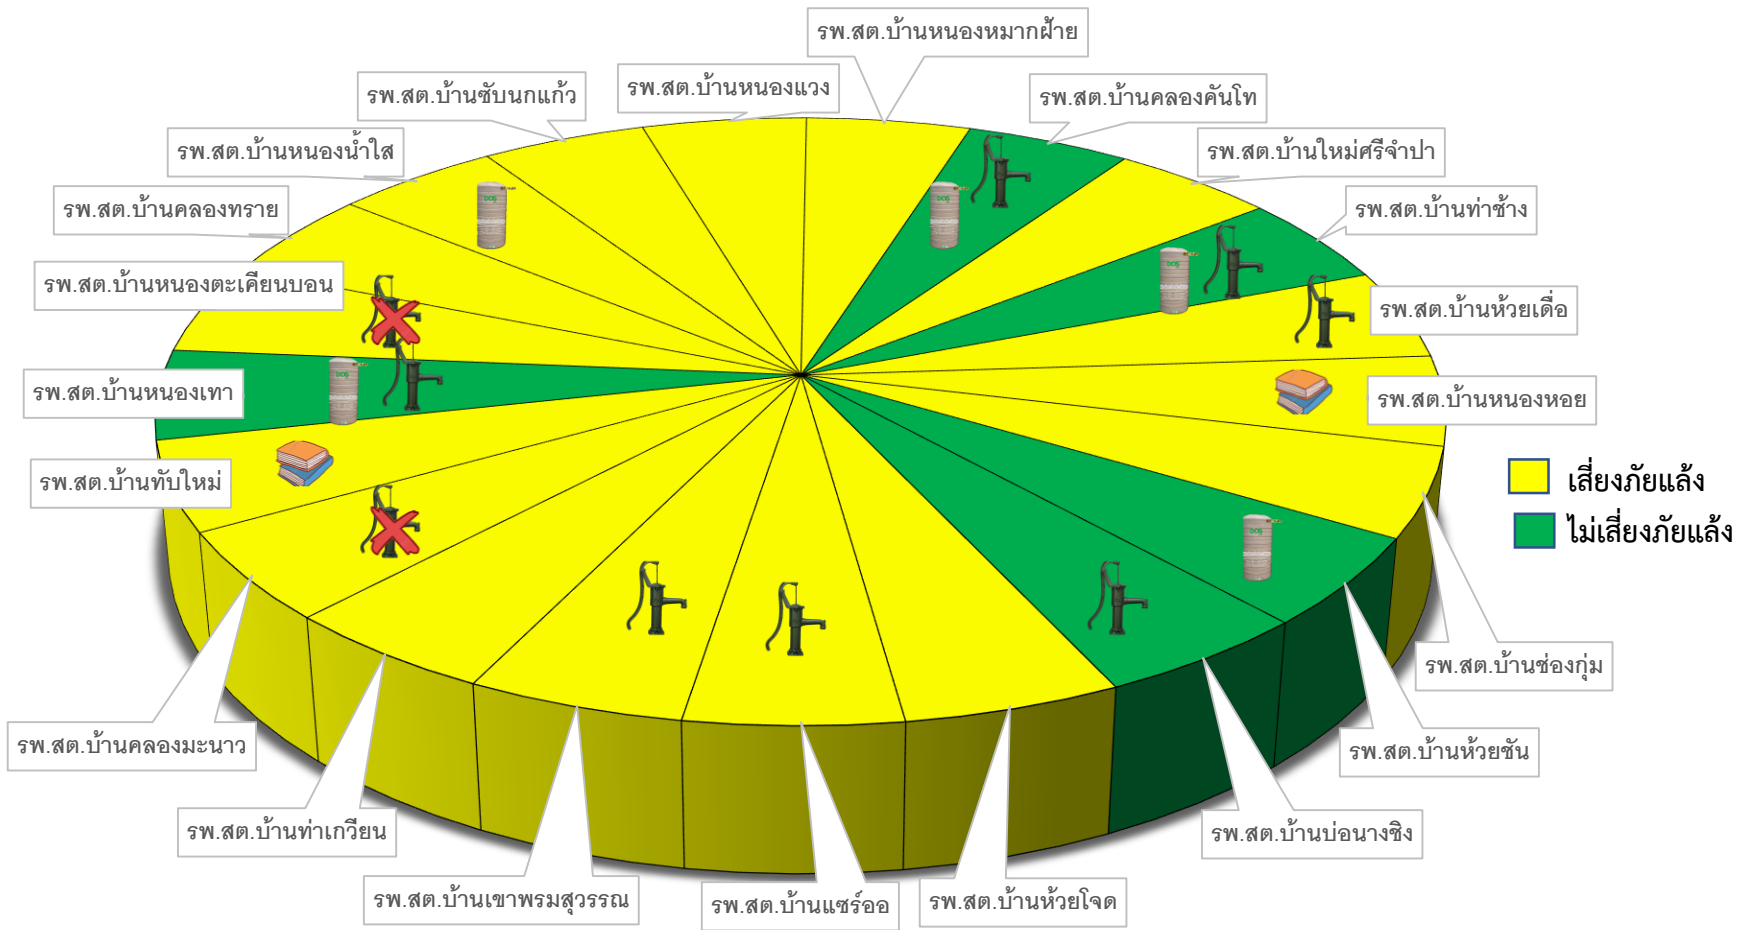 รพ.สต.บ้านหนองหมากฝ้าย
รพ.สต.บ้านหนองแวง
รพ.สต.บ้านซับนกแก้ว
รพ.สต.บ้านคลองคันโท
รพ.สต.บ้านหนองน้ำใส
รพ.สต.บ้านใหม่ศรีจำปา
รพ.สต.บ้านคลองทราย
รพ.สต.บ้านท่าช้าง
รพ.สต.บ้านหนองตะเคียนบอน
รพ.สต.บ้านห้วยเดื่อ
รพ.สต.บ้านหนองเทา
รพ.สต.บ้านหนองหอย
รพ.สต.บ้านทับใหม่
เสี่ยงภัยแล้ง
ไม่เสี่ยงภัยแล้ง
รพ.สต.บ้านช่องกุ่ม
รพ.สต.บ้านคลองมะนาว
รพ.สต.บ้านห้วยชัน
รพ.สต.บ้านท่าเกวียน
รพ.สต.บ้านบ่อนางชิง
รพ.สต.บ้านเขาพรมสุวรรณ
รพ.สต.บ้านแซร์ออ
รพ.สต.บ้านห้วยโจด